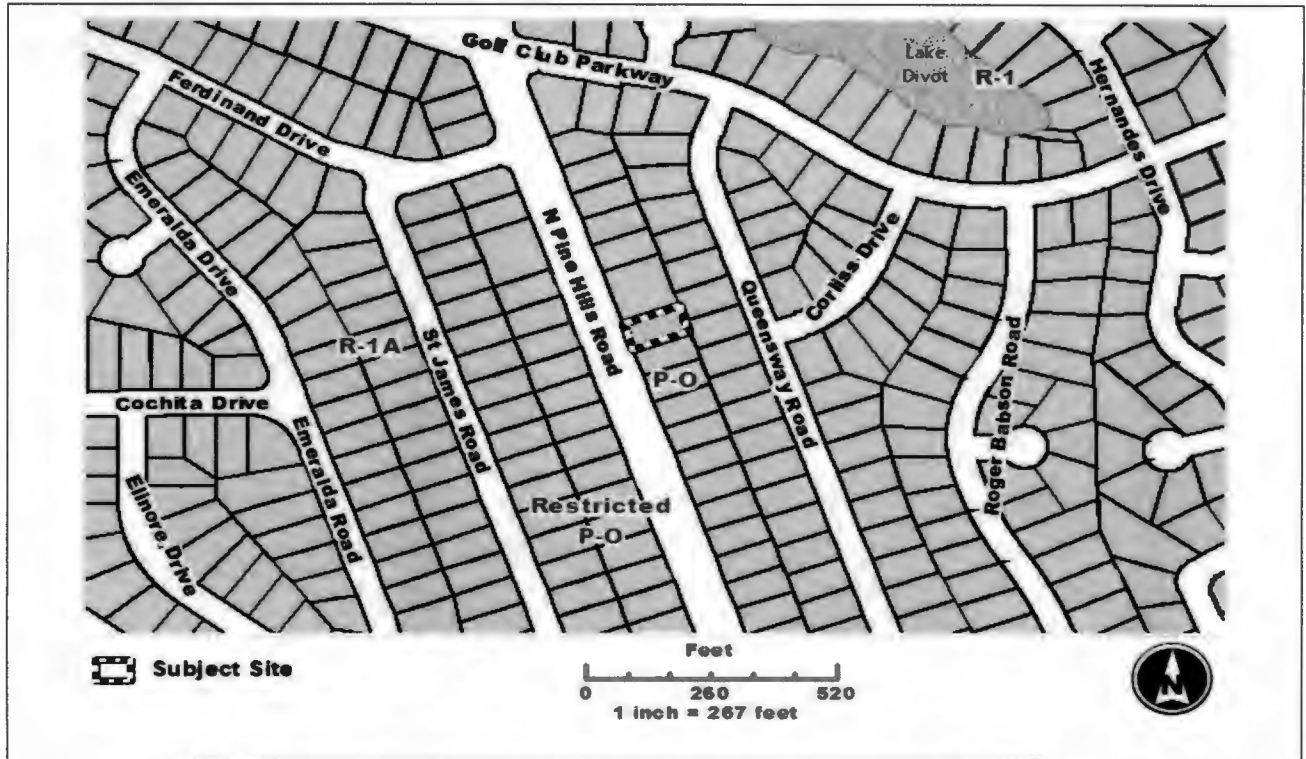 Golf Club Parkway
Lake
Divot
R-1
Hernandes Drive
Ferdinand Drive
Emeralda Drive
N Pine Hills Road
Corliss Drive
Queensway Road
R-1A
St James Road
P-O
Roger Babson Road
Cochita Drive
Emeralda Road
Elinore Drive
Restricted
P-O
Subject Site
Feet
0 260 520
1 inch = 267 feet
N